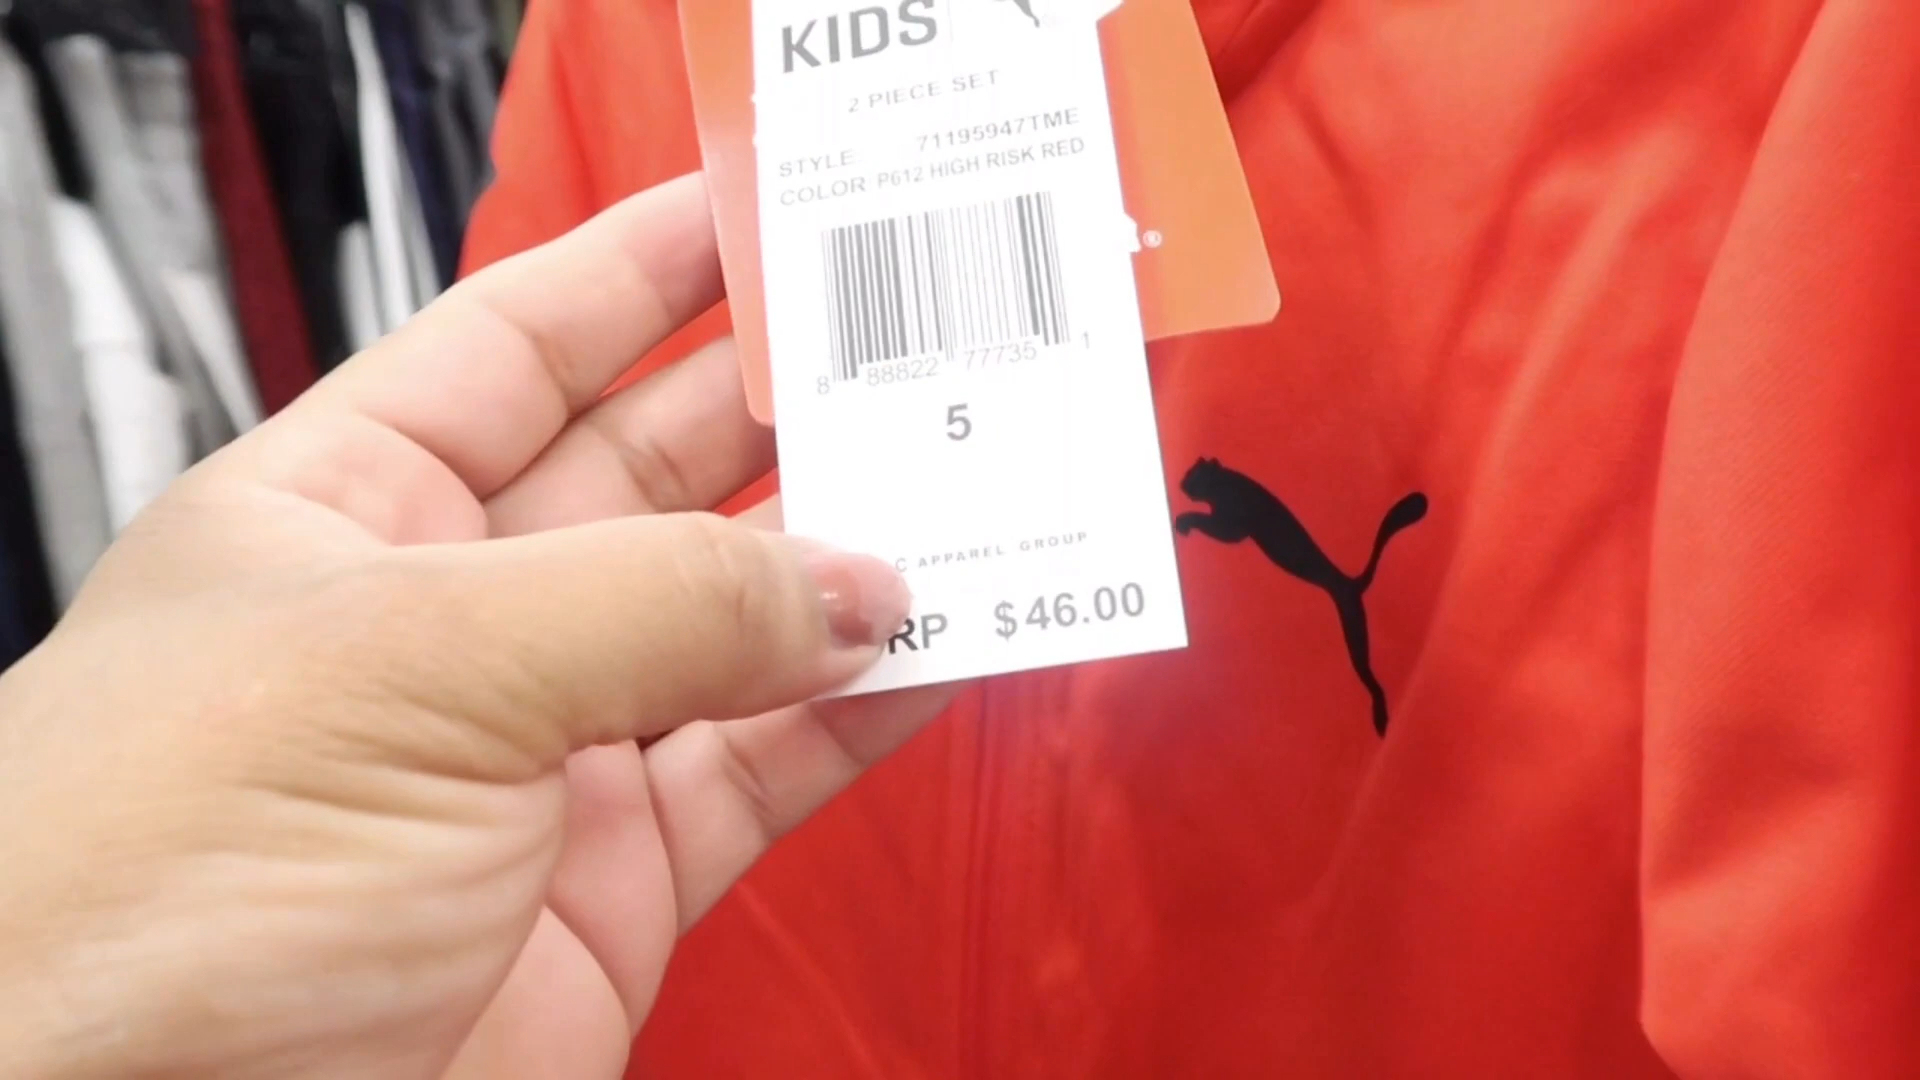 KIDS
2 PIECE SET
STYLE: 71195947TME
COLOR: P612 HIGH RISK RED
8 88822 77735 1
5
C APPAREL GROUP
RP $46.00